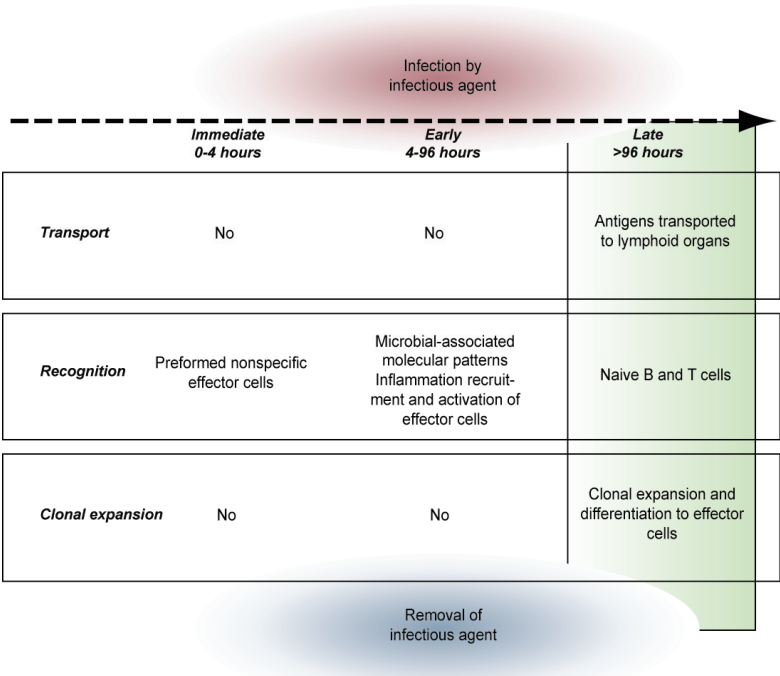 Infection by
infectious agent
Immediate
0-4 hours
Early
4-96 hours
Late
>96 hours
Transport
No
No
Antigens transported
to lymphoid organs
Recognition
Preformed nonspecific
effector cells
Microbial-associated
molecular patterns
Inflammation recruit-
ment and activation of
effector cells
Naive B and T cells
Clonal expansion
No
No
Clonal expansion and
differentiation to effector
cells
Removal of
infectious agent